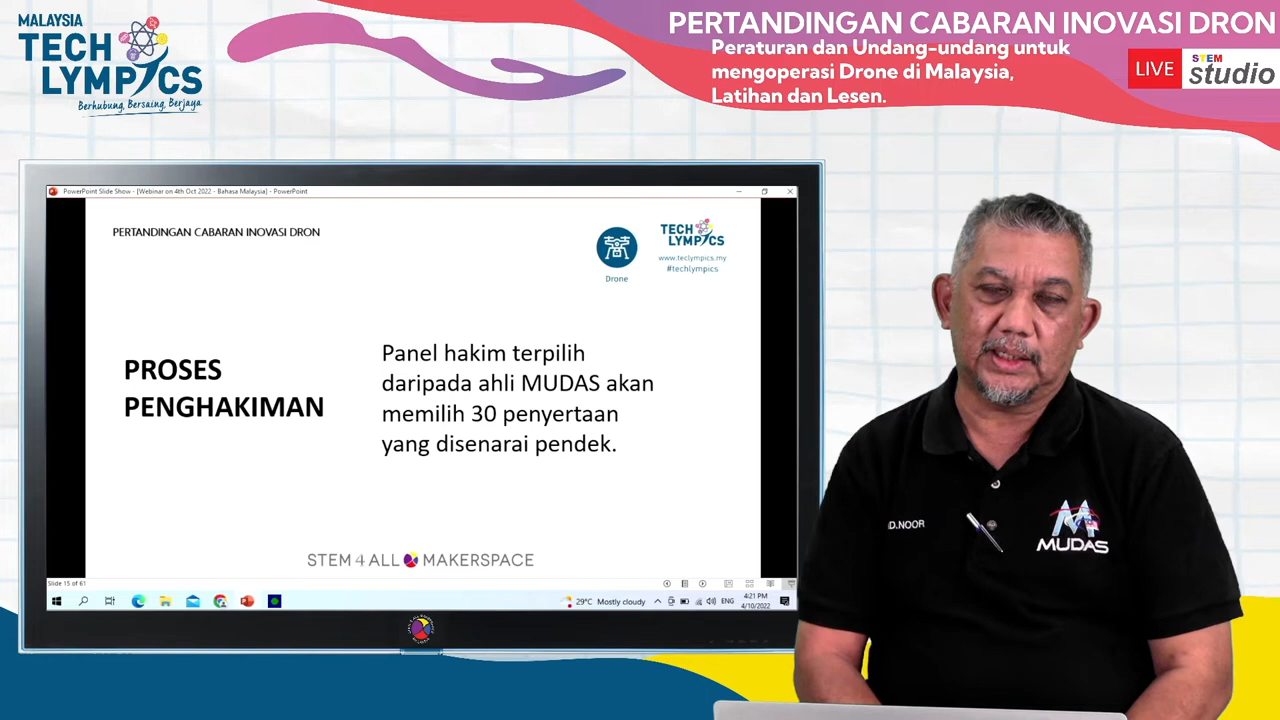 MALAYSIA
TECH
LYMPICS
Berhubung, Bersaing, Berjaya
PERTANDINGAN CABARAN INOVASI DRON
Peraturan dan Undang-undang untuk
mengoperasi Drone di Malaysia,
Latihan dan Lesen.
LIVE
STEM
studio
PowerPoint Slide Show - [Webinar on 4th Oct 2022 - Bahasa Malaysia] - PowerPoint
PERTANDINGAN CABARAN INOVASI DRON
Drone
TECH
LYMPICS
www.teclympics.my
#techlympics
PROSES
PENGHAKIMAN
Panel hakim terpilih
daripada ahli MUDAS akan
memilih 30 penyertaan
yang disenarai pendek.
STEM 4 ALL MAKERSPACE
Slide 15 of 61
29°C Mostly cloudy
ENG
4:21 PM
4/10/2022
D.NOOR
MUDAS